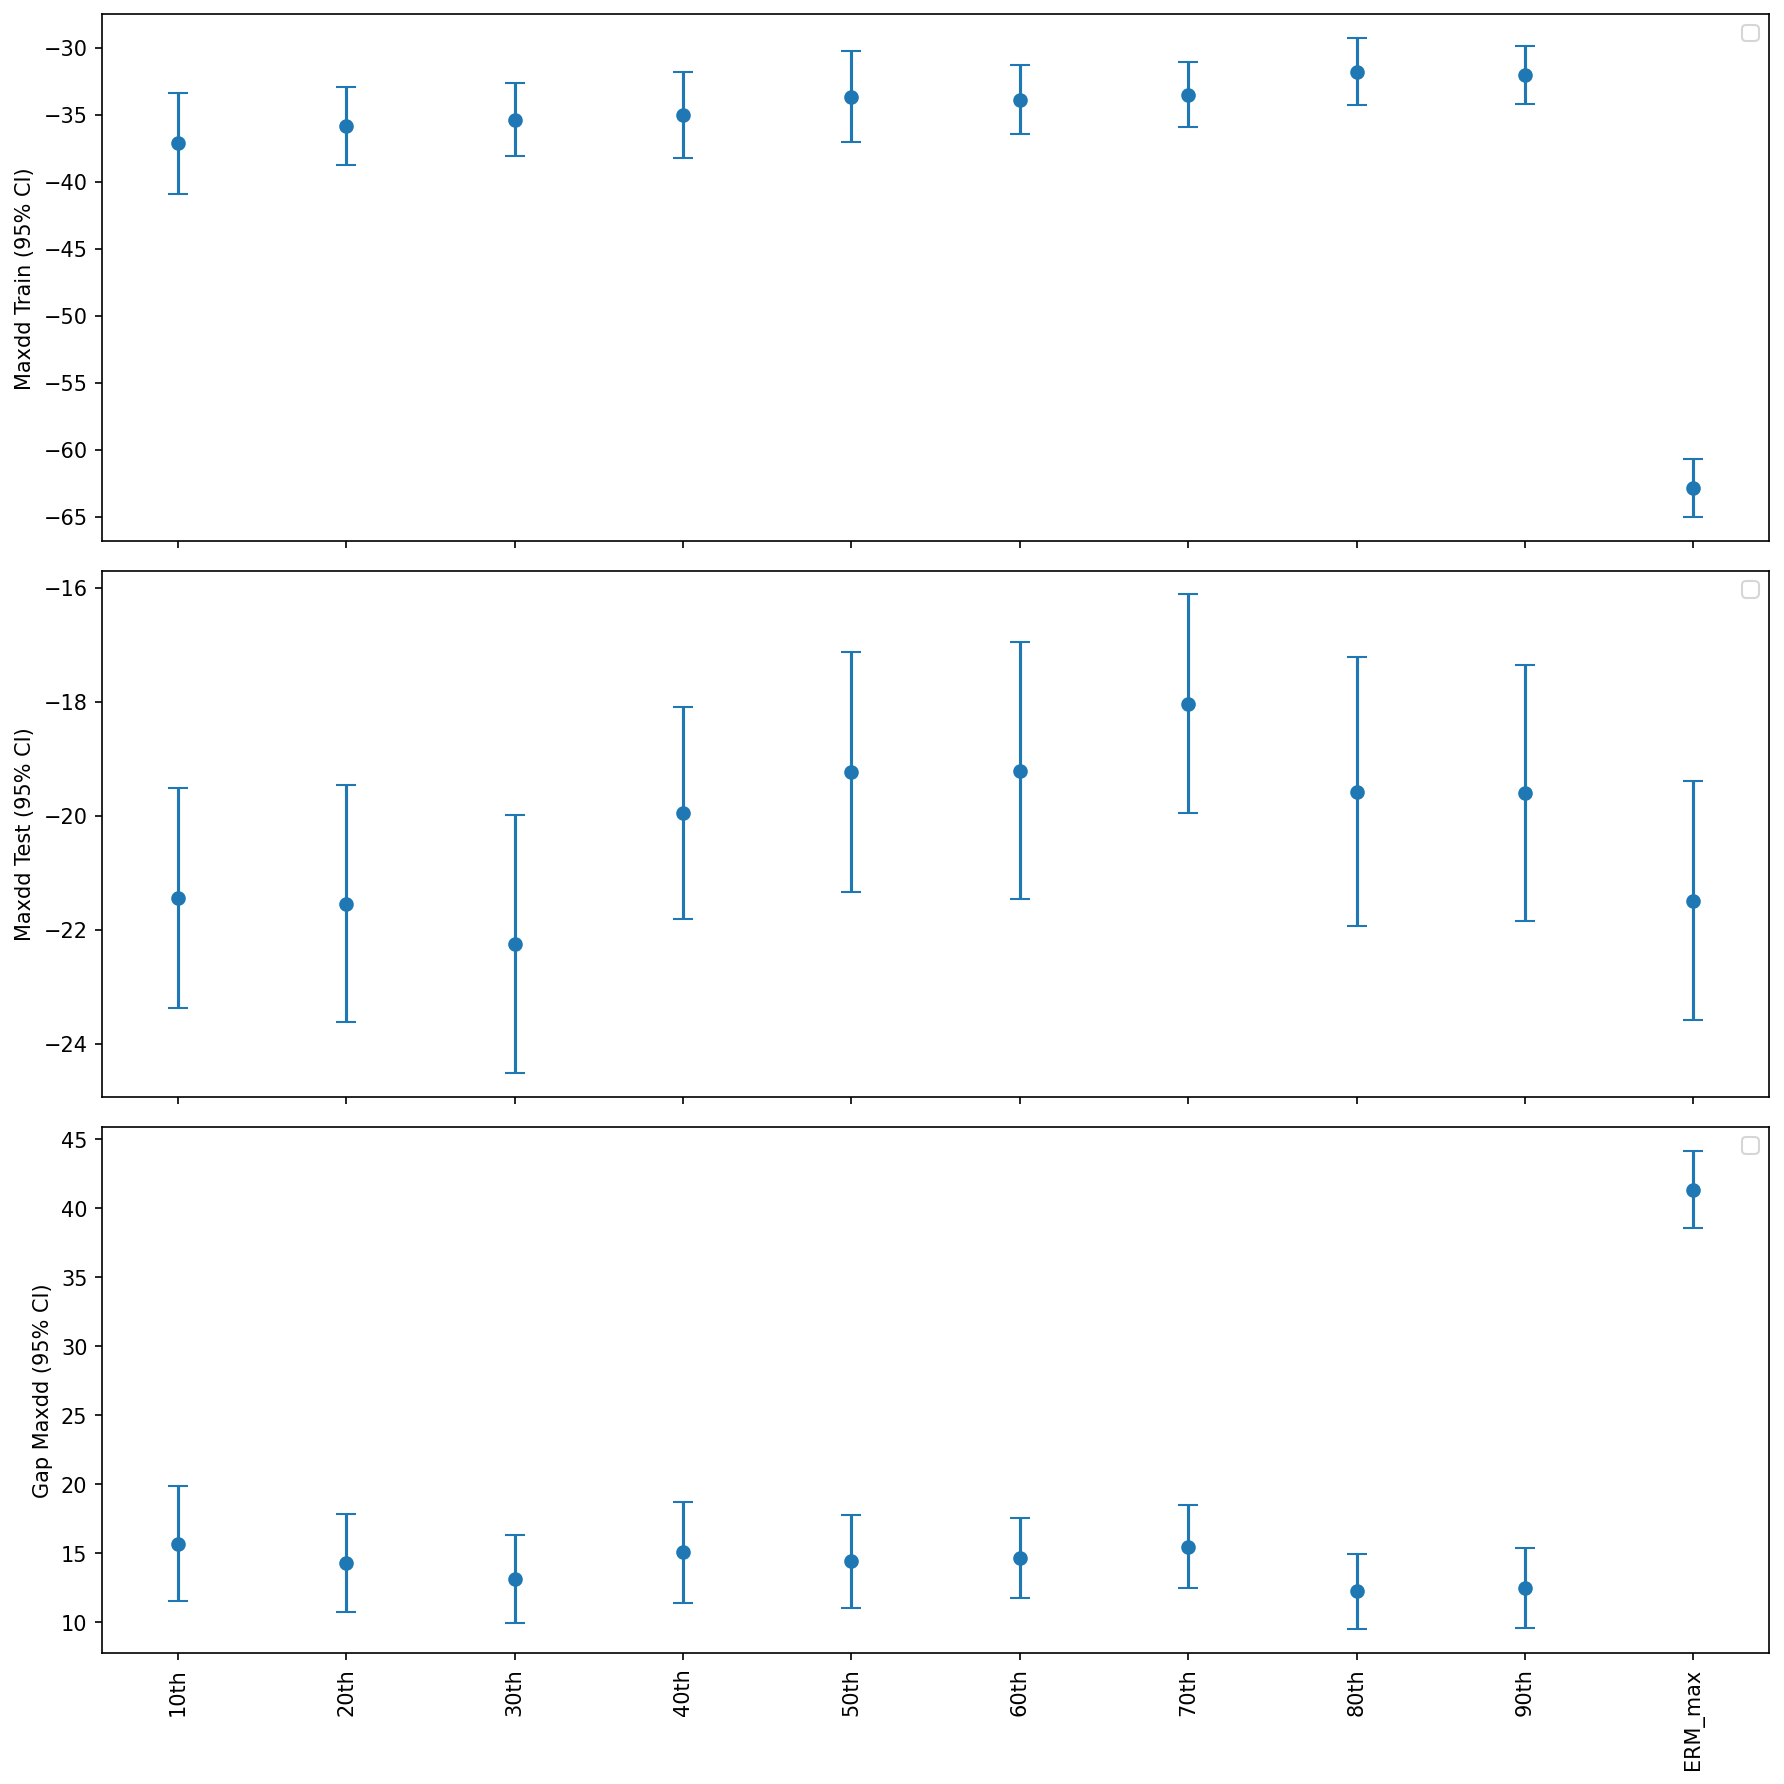 Maxdd Train (95% CI)
−30
−35
−40
−45
−50
−55
−60
−65
Maxdd Test (95% CI)
−16
−18
−20
−22
−24
Gap Maxdd (95% CI)
45
40
35
30
25
20
15
10
10th
20th
30th
40th
50th
60th
70th
80th
90th
ERM_max